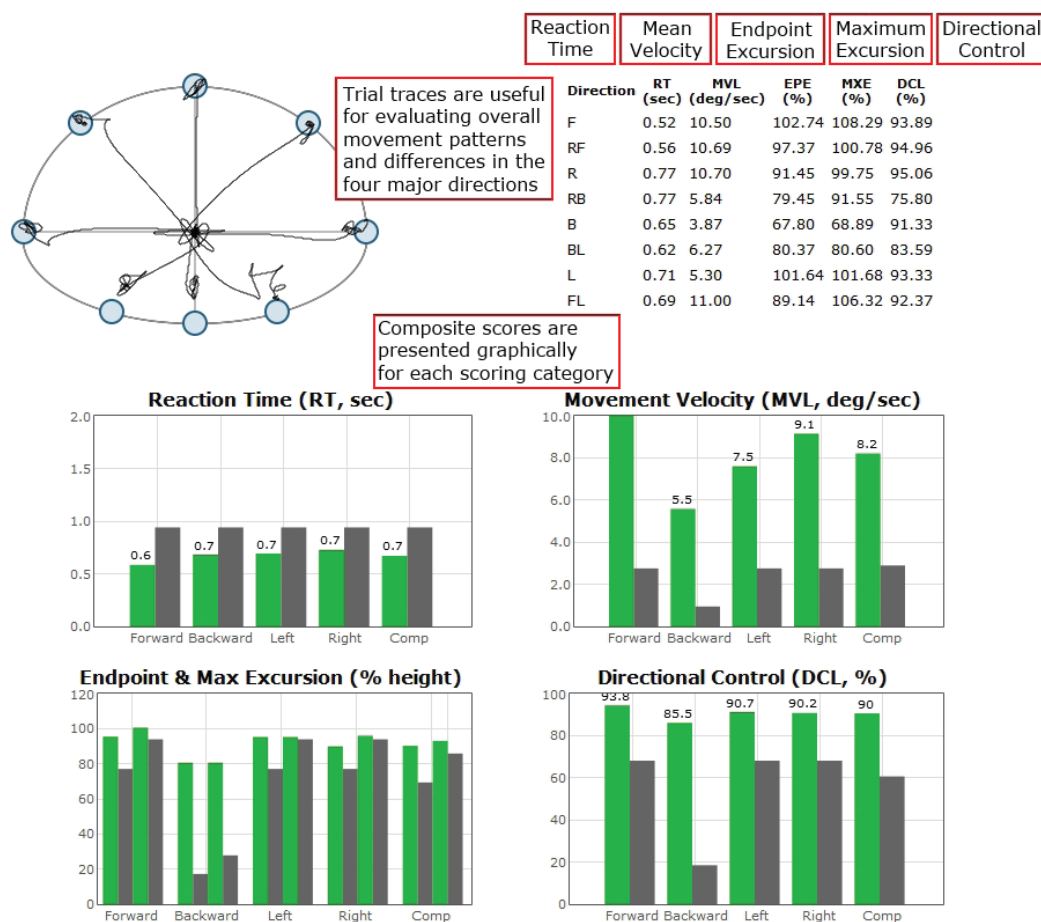 Reaction Time
Mean Velocity
Endpoint Excursion
Maximum Excursion
Directional Control
Trial traces are useful
for evaluating overall
movement patterns
and differences in the
four major directions
Direction RT (sec) MVL (deg/sec) EPE (%) MXE (%) DCL (%)
F 0.52 10.50 102.74 108.29 93.89
RF 0.56 10.69 97.37 100.78 94.96
R 0.77 10.70 91.45 99.75 95.06
RB 0.77 5.84 79.45 91.55 75.80
B 0.65 3.87 67.80 68.89 91.33
BL 0.62 6.27 80.37 80.60 83.59
L 0.71 5.30 101.64 101.68 93.33
FL 0.69 11.00 89.14 106.32 92.37
Composite scores are
presented graphically
for each scoring category
Reaction Time (RT, sec)
2.0
1.5
1.0
0.5
0.0
0.6 0.7 0.7 0.7 0.7
Forward Backward Left Right Comp
Movement Velocity (MVL, deg/sec)
10.0
8.0
6.0
4.0
2.0
0.0
5.5 7.5 9.1 8.2
Forward Backward Left Right Comp
Endpoint & Max Excursion (% height)
120
100
80
60
40
20
0
Forward Backward Left Right Comp
Directional Control (DCL, %)
100
80
60
40
20
0
93.8 85.5 90.7 90.2 90
Forward Backward Left Right Comp